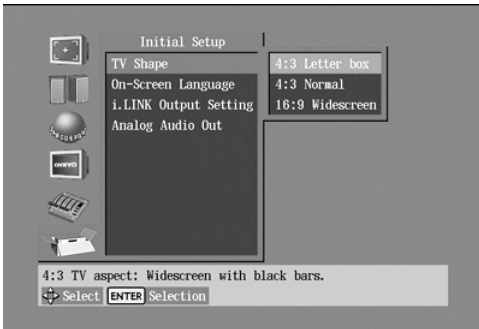 Initial Setup
TV Shape
On-Screen Language
i.LINK Output Setting
Analog Audio Out
4:3 Letter box
4:3 Normal
16:9 Widescreen
ONKYO
4:3 TV aspect: Widescreen with black bars.
Select ENTER Selection